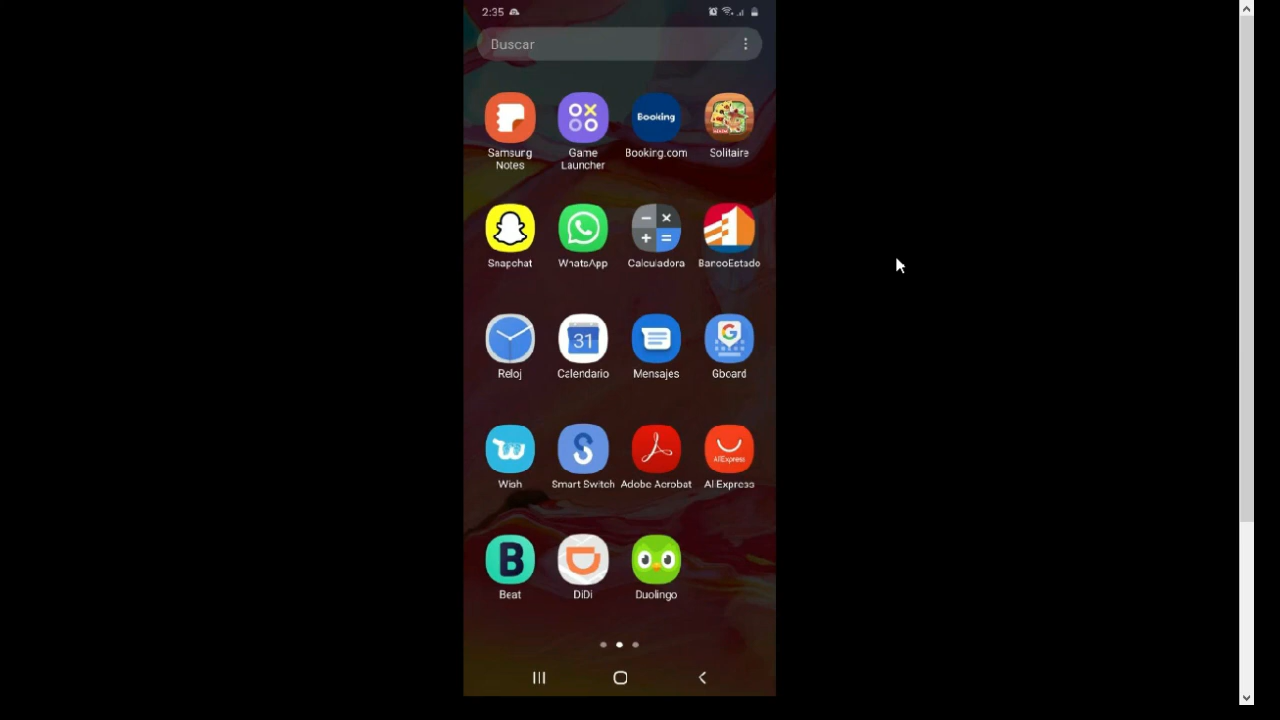 2:35
Buscar
Booking
Samsung Notes
Game Launcher
Booking.com
Solitaire
Snapchat
WhatsApp
Calculadora
BancoEstado
31
G
Reloj
Calendario
Mensajes
Gboard
AliExpress
Wish
Smart Switch
Adobe Acrobat
AliExpress
B
Beat
DiDi
Duolingo